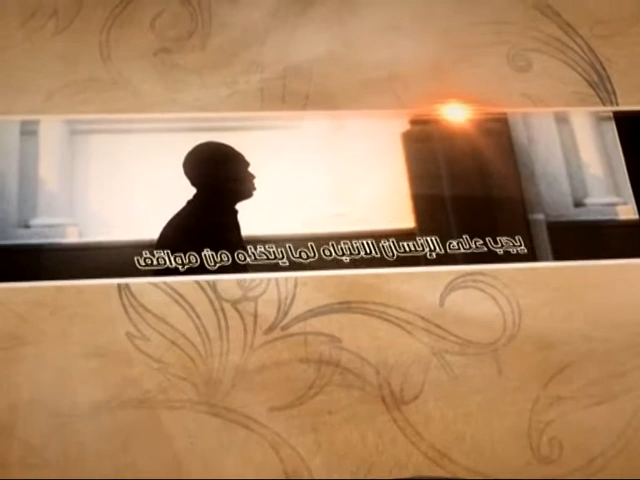 يجب على الإنسان الانتباه لما يتخذه من مواقف